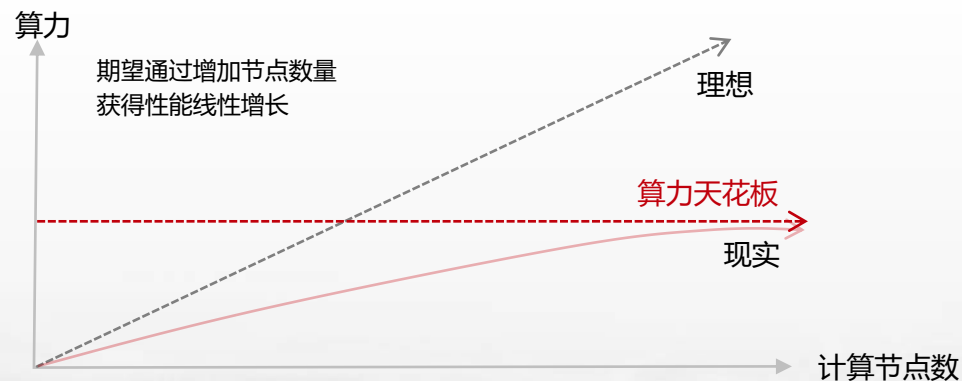 算力
期望通过增加节点数量
获得性能线性增长
理想
算力天花板
现实
计算节点数